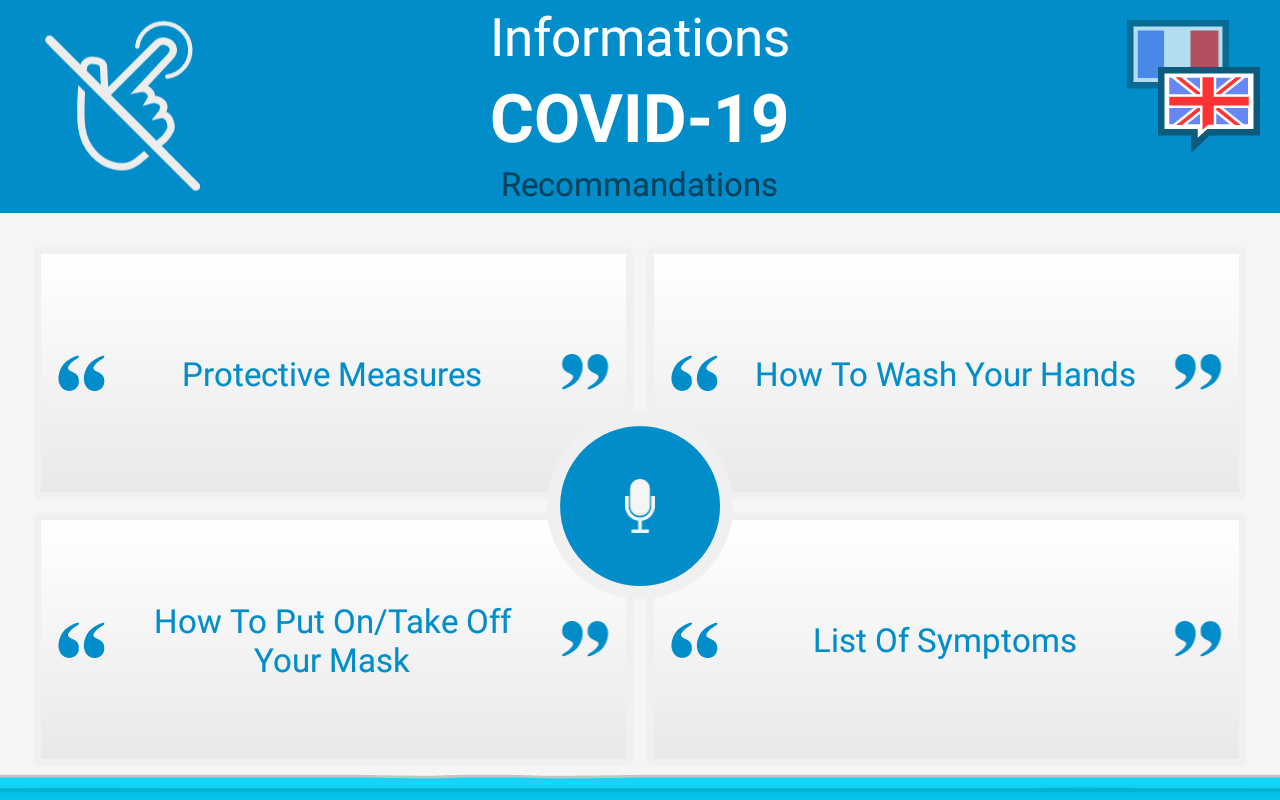 Informations
COVID-19
Recommandations
“ Protective Measures ”
“ How To Wash Your Hands ”
“ How To Put On/Take Off
Your Mask ”
“ List Of Symptoms ”